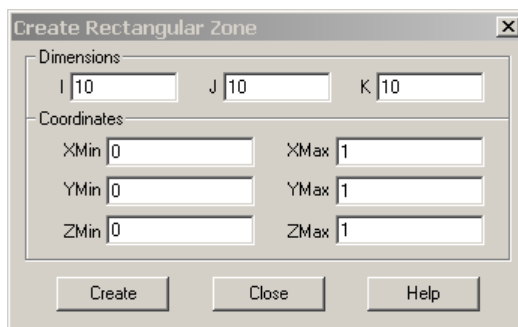 Create Rectangular Zone
Dimensions
I 10 J 10 K 10
Coordinates
XMin 0 XMax 1
YMin 0 YMax 1
ZMin 0 ZMax 1
Create Close Help